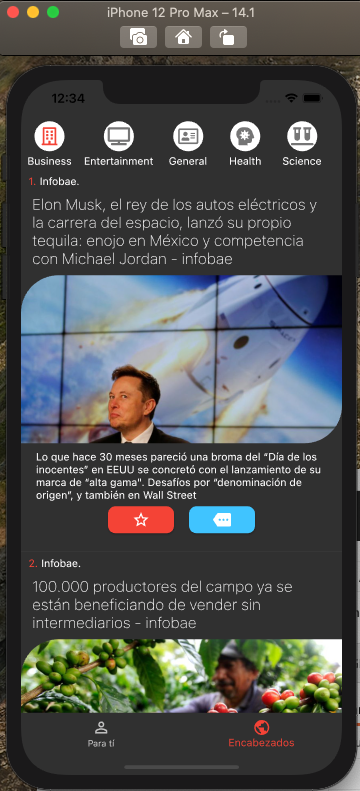 iPhone 12 Pro Max – 14.1
12:34
Business Entertainment General Health Science
1. Infobae.
Elon Musk, el rey de los autos eléctricos y
la carrera del espacio, lanzó su propio
tequila: enojo en México y competencia
con Michael Jordan - infobae
Lo que hace 30 meses pareció una broma del “Día de los
inocentes” en EEUU se concretó con el lanzamiento de su
marca de “alta gama". Desafíos por “denominación de
origen”, y también en Wall Street
2. Infobae.
100.000 productores del campo ya se
están beneficiando de vender sin
intermediarios - infobae
Para tí Encabezados